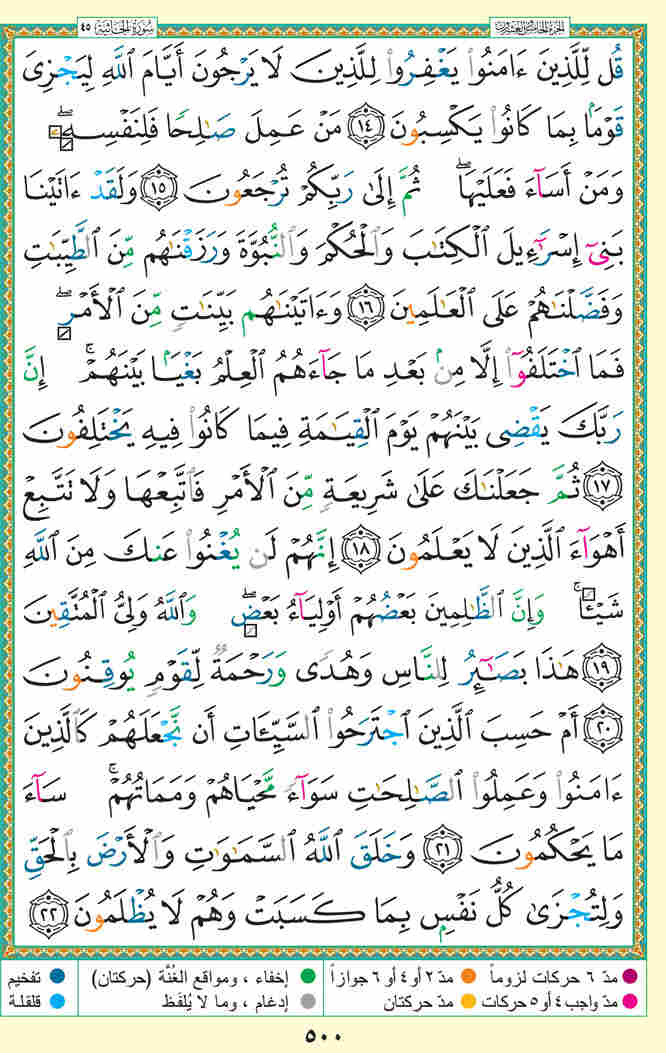 الجزء الخامس والعشرون سورة الجاثية ٤٥
قُل لِّلَّذِينَ ءَامَنُوا۟ يَغْفِرُوا۟ لِلَّذِينَ لَا يَرْجُونَ أَيَّامَ ٱللَّهِ لِيَجْزِىَ
قَوْمًۢا بِمَا كَانُوا۟ يَكْسِبُونَ ١٤ مَنْ عَمِلَ صَـٰلِحًا فَلِنَفْسِهِۦ ۖ
وَمَنْ أَسَآءَ فَعَلَيْهَا ۖ ثُمَّ إِلَىٰ رَبِّكُمْ تُرْجَعُونَ ١٥ وَلَقَدْ ءَاتَيْنَا
بَنِىٓ إِسْرَٰٓءِيلَ ٱلْكِتَـٰبَ وَٱلْحُكْمَ وَٱلنُّبُوَّةَ وَرَزَقْنَـٰهُم مِّنَ ٱلطَّيِّبَـٰتِ
وَفَضَّلْنَـٰهُمْ عَلَى ٱلْعَـٰلَمِينَ ١٦ وَءَاتَيْنَـٰهُم بَيِّنَـٰتٍ مِّنَ ٱلْأَمْرِ ۖ
فَمَا ٱخْتَلَفُوٓا۟ إِلَّا مِنۢ بَعْدِ مَا جَآءَهُمُ ٱلْعِلْمُ بَغْيًۢا بَيْنَهُمْ ۚ إِنَّ
رَبَّكَ يَقْضِى بَيْنَهُمْ يَوْمَ ٱلْقِيَـٰمَةِ فِيمَا كَانُوا۟ فِيهِ يَخْتَلِفُونَ
١٧ ثُمَّ جَعَلْنَـٰكَ عَلَىٰ شَرِيعَةٍ مِّنَ ٱلْأَمْرِ فَٱتَّبِعْهَا وَلَا تَتَّبِعْ
أَهْوَآءَ ٱلَّذِينَ لَا يَعْلَمُونَ ١٨ إِنَّهُمْ لَن يُغْنُوا۟ عَنكَ مِنَ ٱللَّهِ
شَيْـًٔا ۚ وَإِنَّ ٱلظَّـٰلِمِينَ بَعْضُهُمْ أَوْلِيَآءُ بَعْضٍ ۖ وَٱللَّهُ وَلِىُّ ٱلْمُتَّقِينَ
١٩ هَـٰذَا بَصَـٰٓئِرُ لِلنَّاسِ وَهُدًى وَرَحْمَةٌ لِّقَوْمٍ يُوقِنُونَ
٢٠ أَمْ حَسِبَ ٱلَّذِينَ ٱجْتَرَحُوا۟ ٱلسَّيِّـَٔاتِ أَن نَّجْعَلَهُمْ كَٱلَّذِينَ
ءَامَنُوا۟ وَعَمِلُوا۟ ٱلصَّـٰلِحَـٰتِ سَوَآءً مَّحْيَاهُمْ وَمَمَاتُهُمْ ۚ سَآءَ
مَا يَحْكُمُونَ ٢١ وَخَلَقَ ٱللَّهُ ٱلسَّمَـٰوَٰتِ وَٱلْأَرْضَ بِٱلْحَقِّ
وَلِتُجْزَىٰ كُلُّ نَفْسٍۭ بِمَا كَسَبَتْ وَهُمْ لَا يُظْلَمُونَ ٢٢
مدّ ٦ حركات لزوماً مدّ ٢ أو ٤ أو ٦ جوازاً إخفاء ، ومواقع الغُنَّة (حركتان) تفخيم
مدّ واجب ٤ أو ٥ حركات مدّ حركتان إدغام ، وما لا يُلفَظ قلقلة
٥٠٠